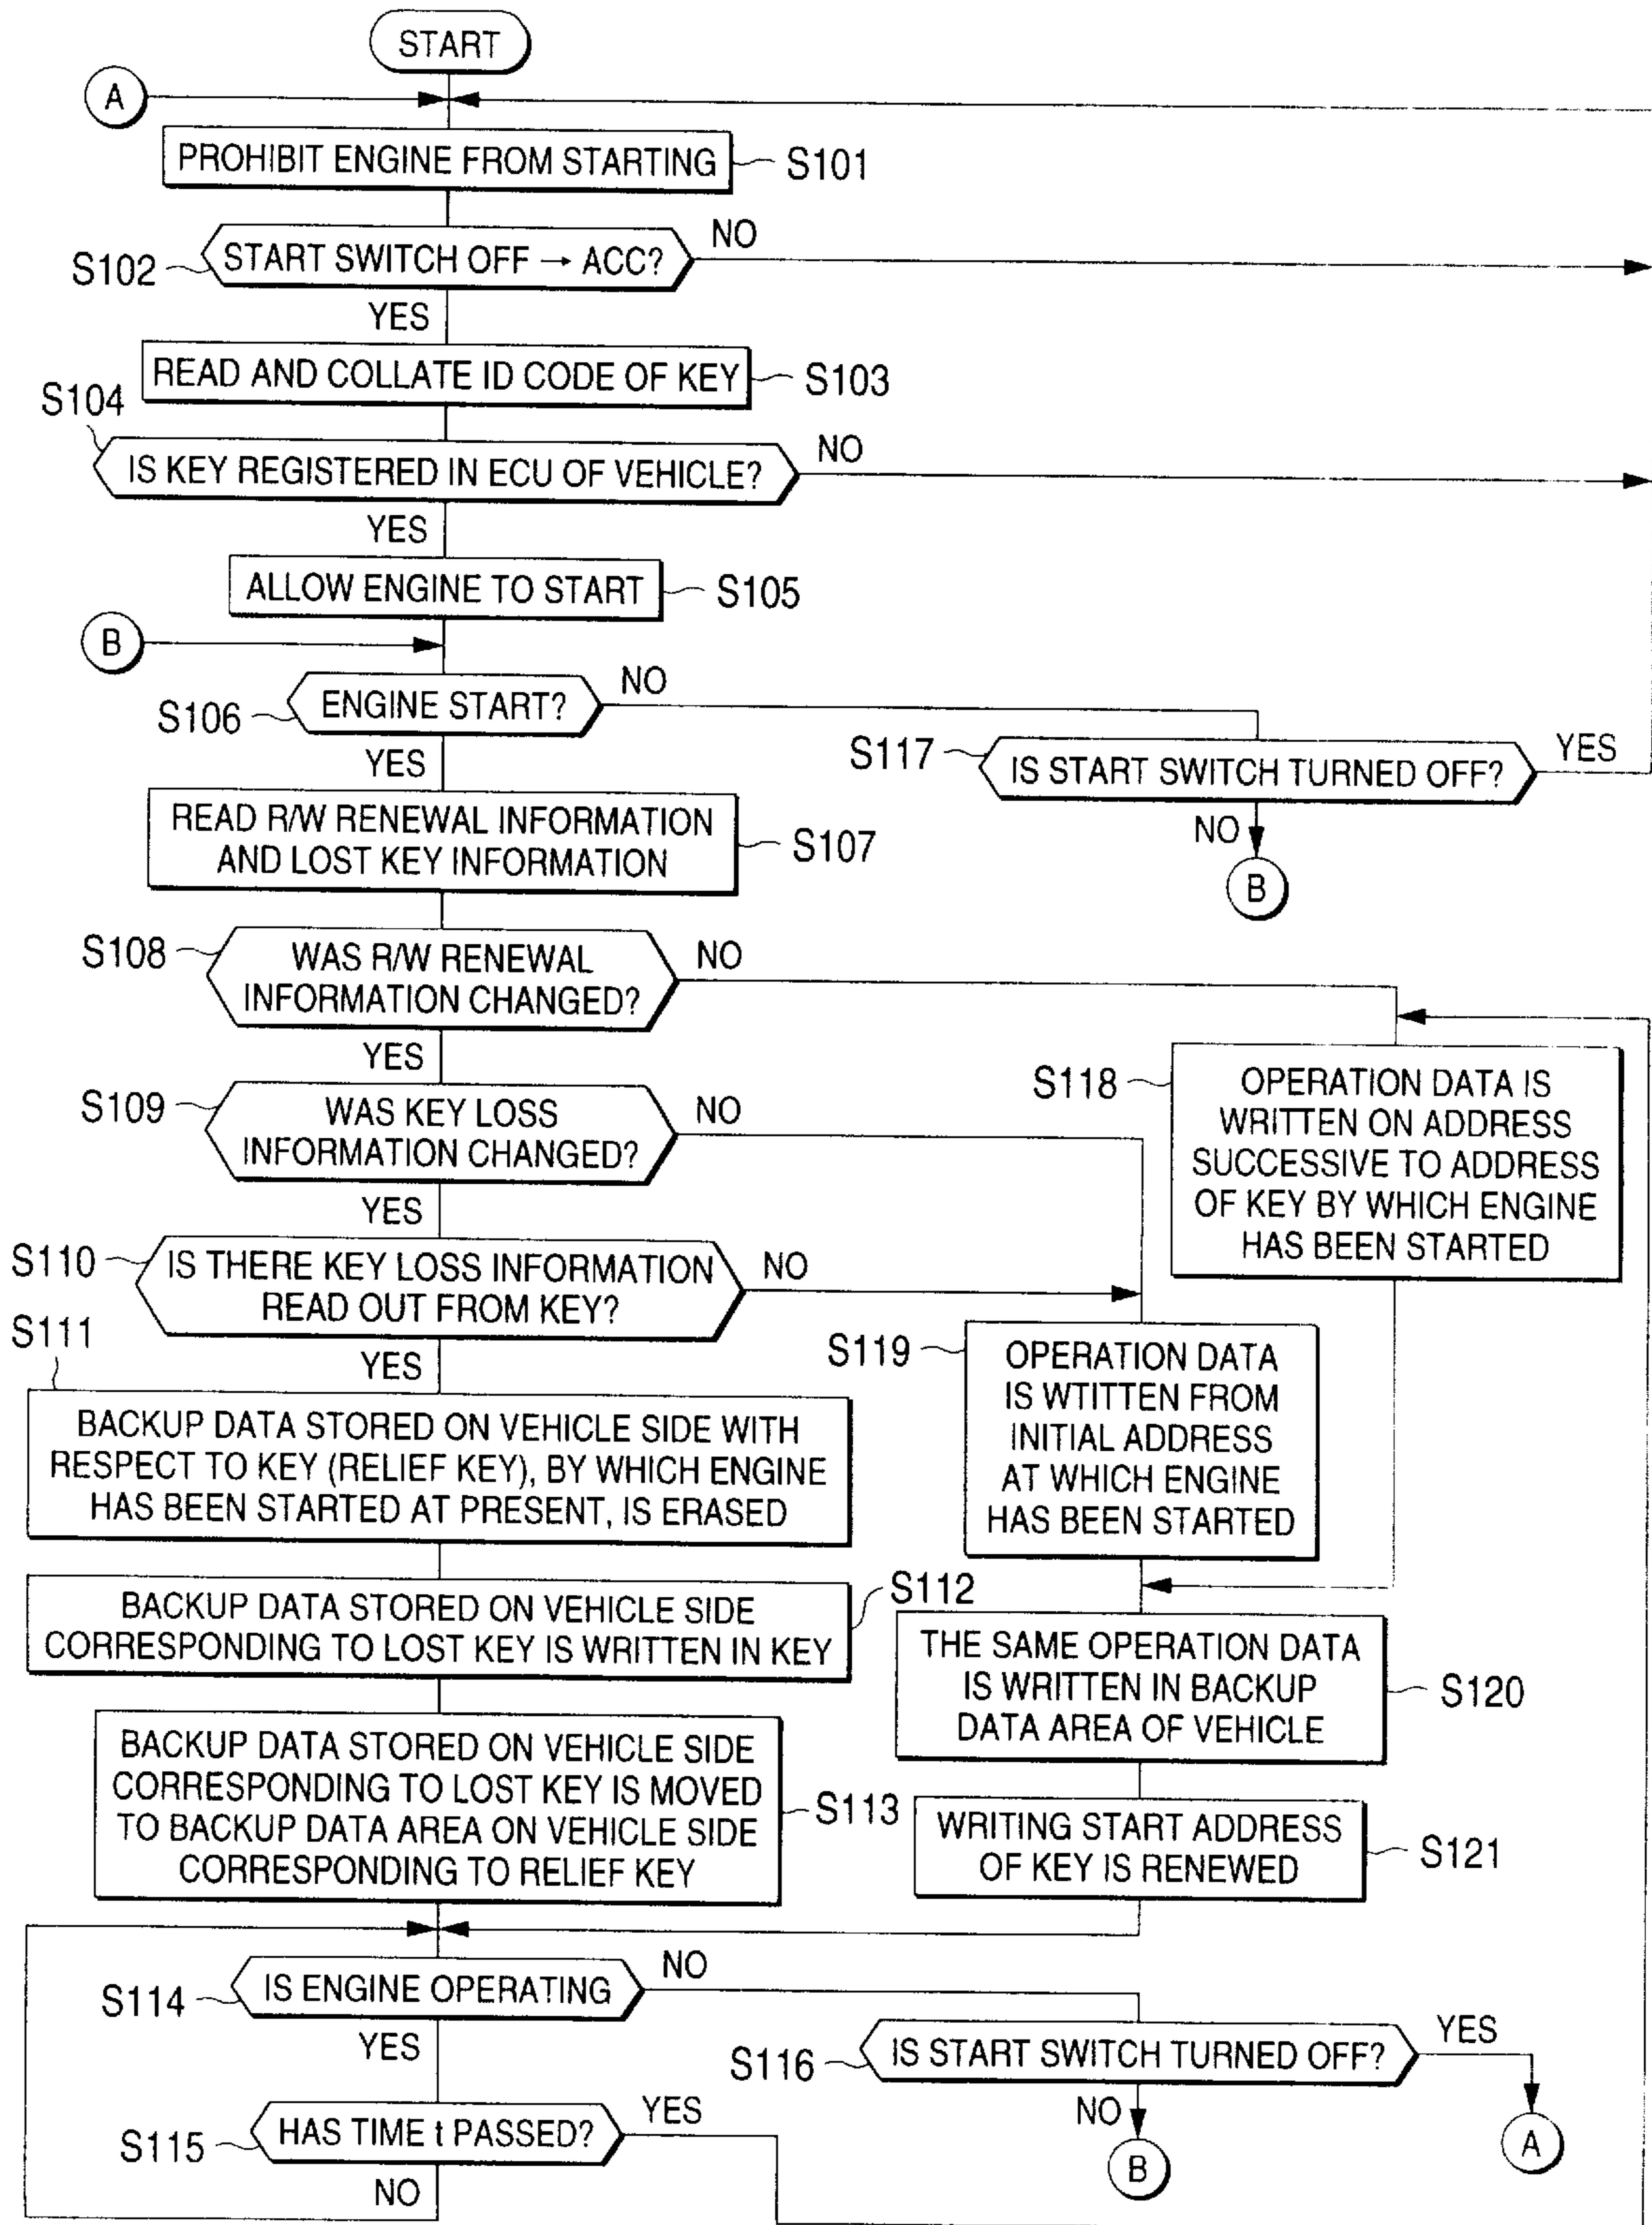 START
A
PROHIBIT ENGINE FROM STARTING
S101
START SWITCH OFF → ACC?
NO
S102
YES
READ AND COLLATE ID CODE OF KEY
S103
S104
IS KEY REGISTERED IN ECU OF VEHICLE?
NO
YES
ALLOW ENGINE TO START
S105
B
ENGINE START?
NO
S106
YES
S117
IS START SWITCH TURNED OFF?
YES
NO
B
READ R/W RENEWAL INFORMATION
AND LOST KEY INFORMATION
S107
S108
WAS R/W RENEWAL
INFORMATION CHANGED?
NO
YES
S109
WAS KEY LOSS
INFORMATION CHANGED?
NO
YES
S118
OPERATION DATA IS
WRITTEN ON ADDRESS
SUCCESSIVE TO ADDRESS
OF KEY BY WHICH ENGINE
HAS BEEN STARTED
S110
IS THERE KEY LOSS INFORMATION
READ OUT FROM KEY?
NO
YES
S111
BACKUP DATA STORED ON VEHICLE SIDE WITH
RESPECT TO KEY (RELIEF KEY), BY WHICH ENGINE
HAS BEEN STARTED AT PRESENT, IS ERASED
S119
OPERATION DATA
IS WTITTEN FROM
INITIAL ADDRESS
AT WHICH ENGINE
HAS BEEN STARTED
BACKUP DATA STORED ON VEHICLE SIDE
CORRESPONDING TO LOST KEY IS WRITTEN IN KEY
S112
THE SAME OPERATION DATA
IS WRITTEN IN BACKUP
DATA AREA OF VEHICLE
S120
BACKUP DATA STORED ON VEHICLE SIDE
CORRESPONDING TO LOST KEY IS MOVED
TO BACKUP DATA AREA ON VEHICLE SIDE
CORRESPONDING TO RELIEF KEY
S113
WRITING START ADDRESS
OF KEY IS RENEWED
S121
IS ENGINE OPERATING
NO
S114
YES
S116
IS START SWITCH TURNED OFF?
YES
NO
B
A
HAS TIME t PASSED?
YES
S115
NO